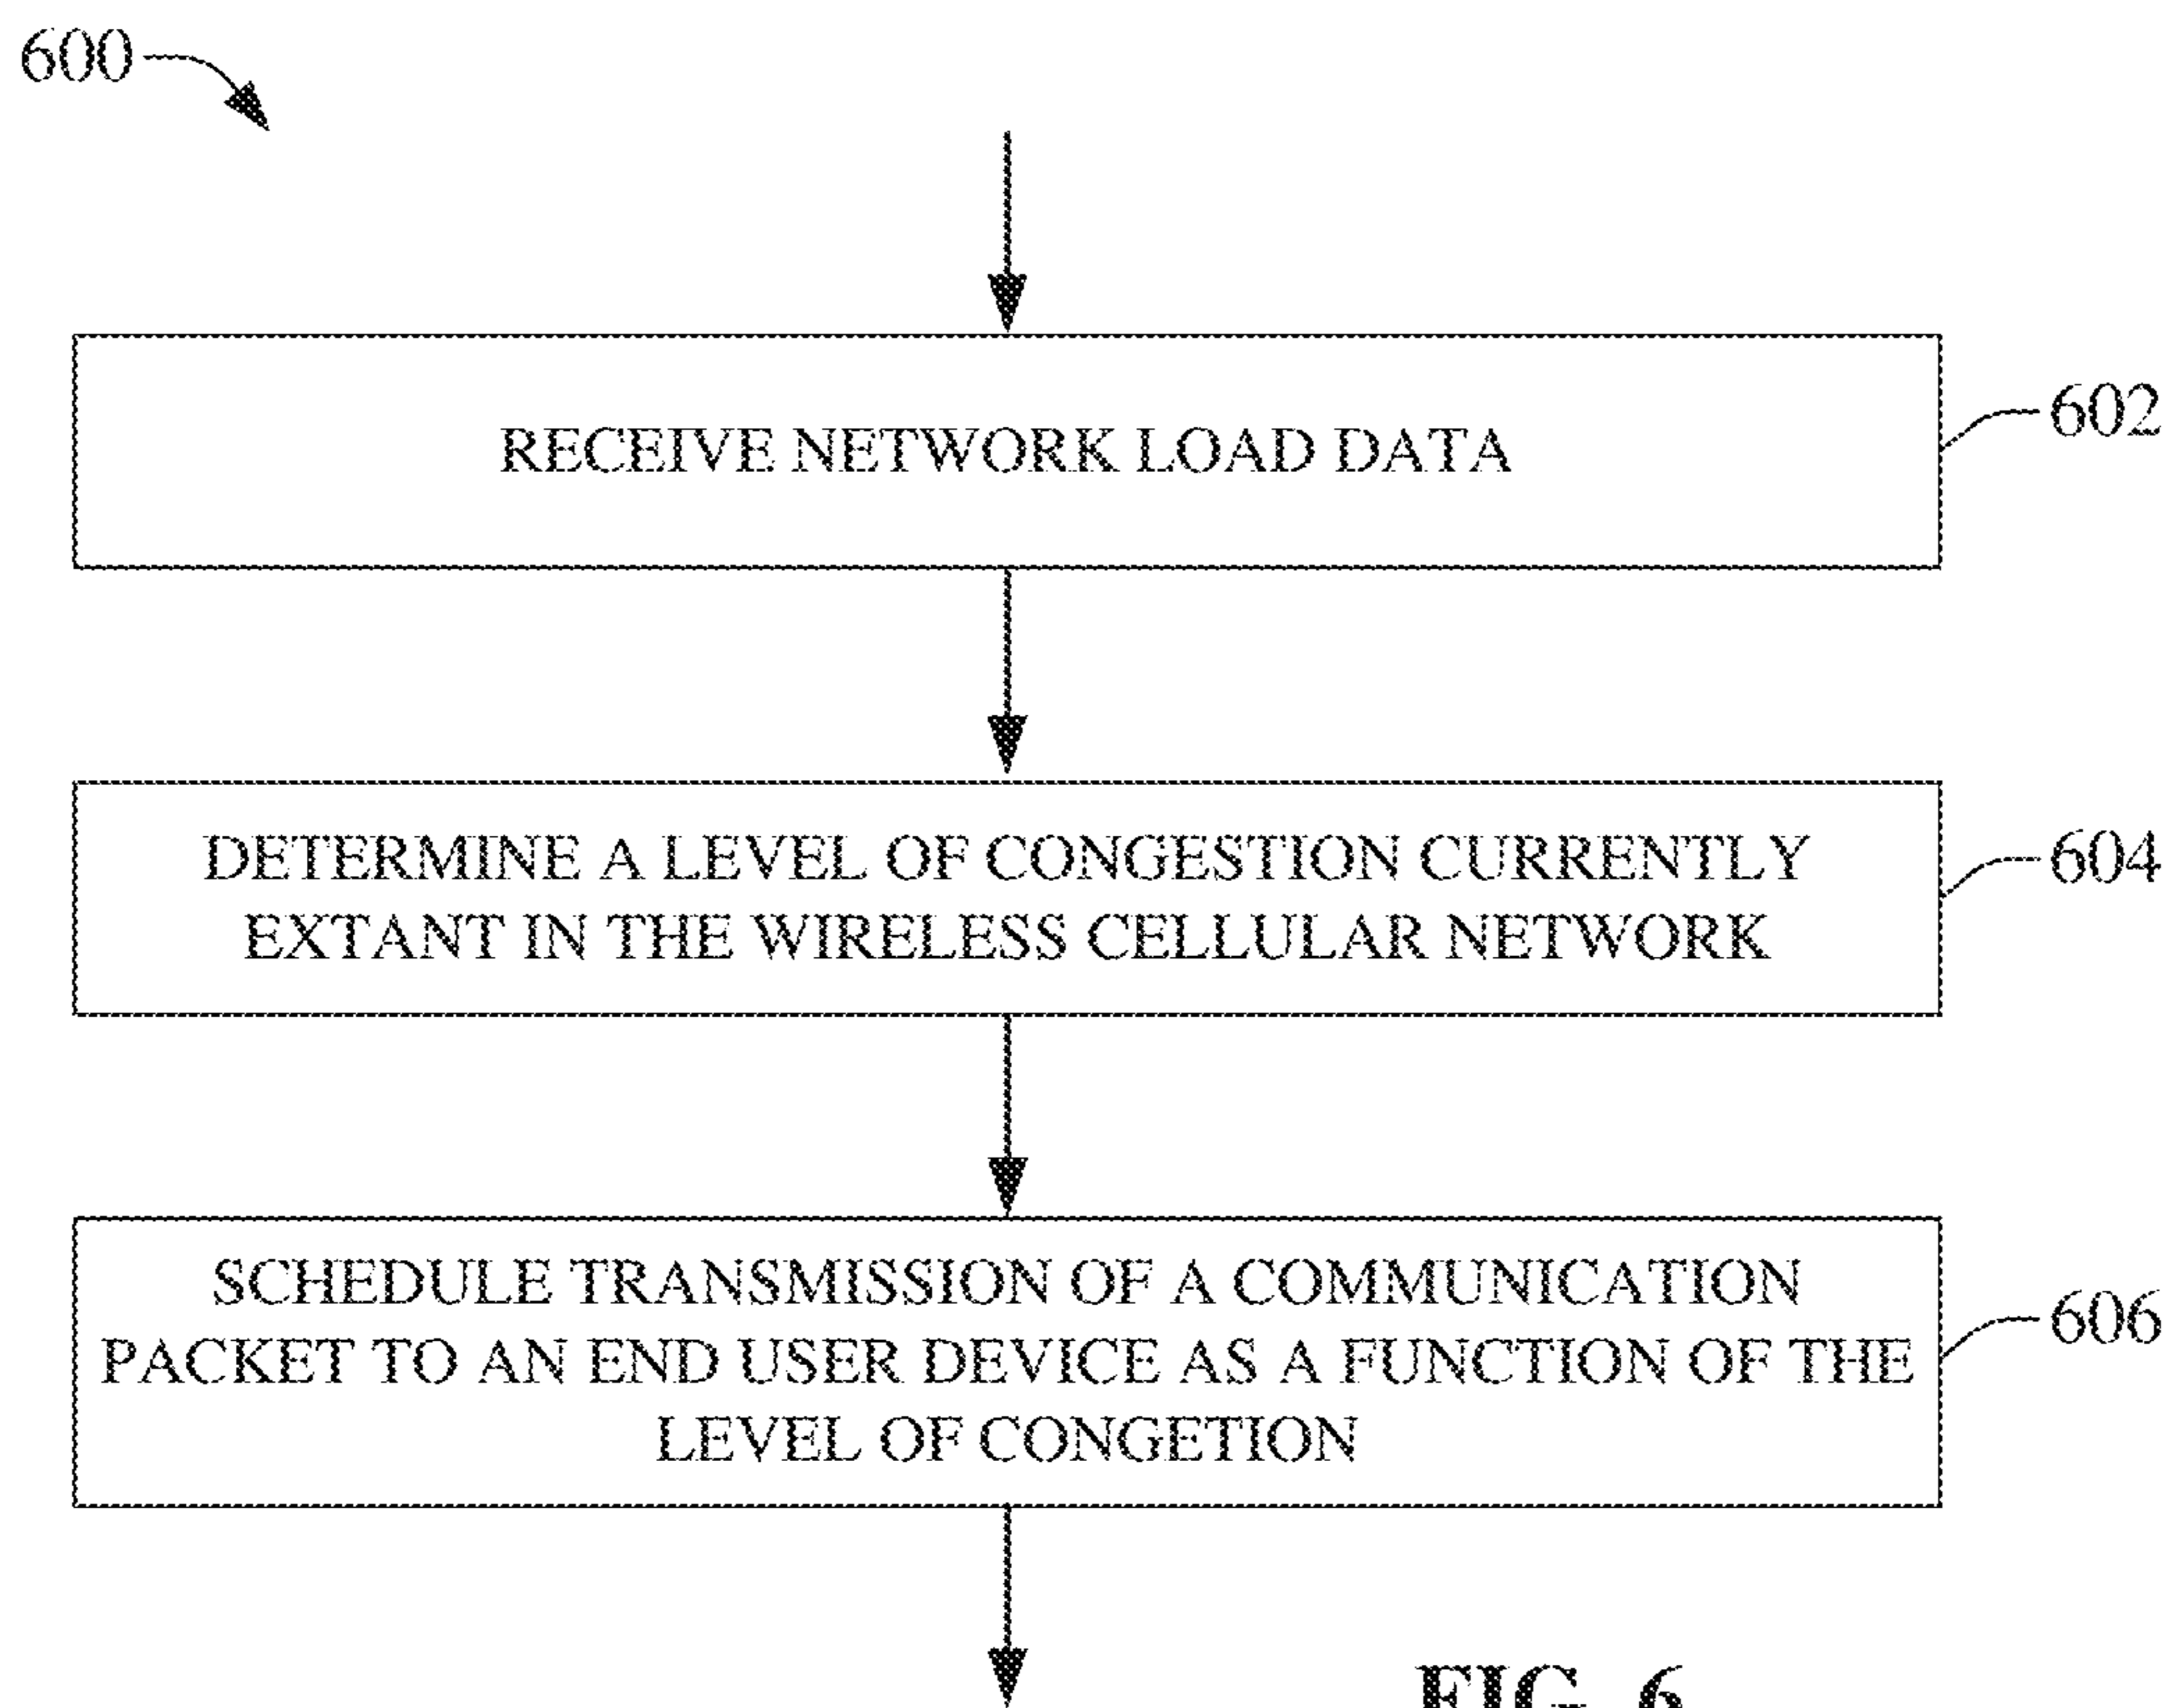 600
RECEIVE NETWORK LOAD DATA
602
DETERMINE A LEVEL OF CONGESTION CURRENTLY
EXTANT IN THE WIRELESS CELLULAR NETWORK
604
SCHEDULE TRANSMISSION OF A COMMUNICATION
PACKET TO AN END USER DEVICE AS A FUNCTION OF THE
LEVEL OF CONGETION
606
FIG. 6